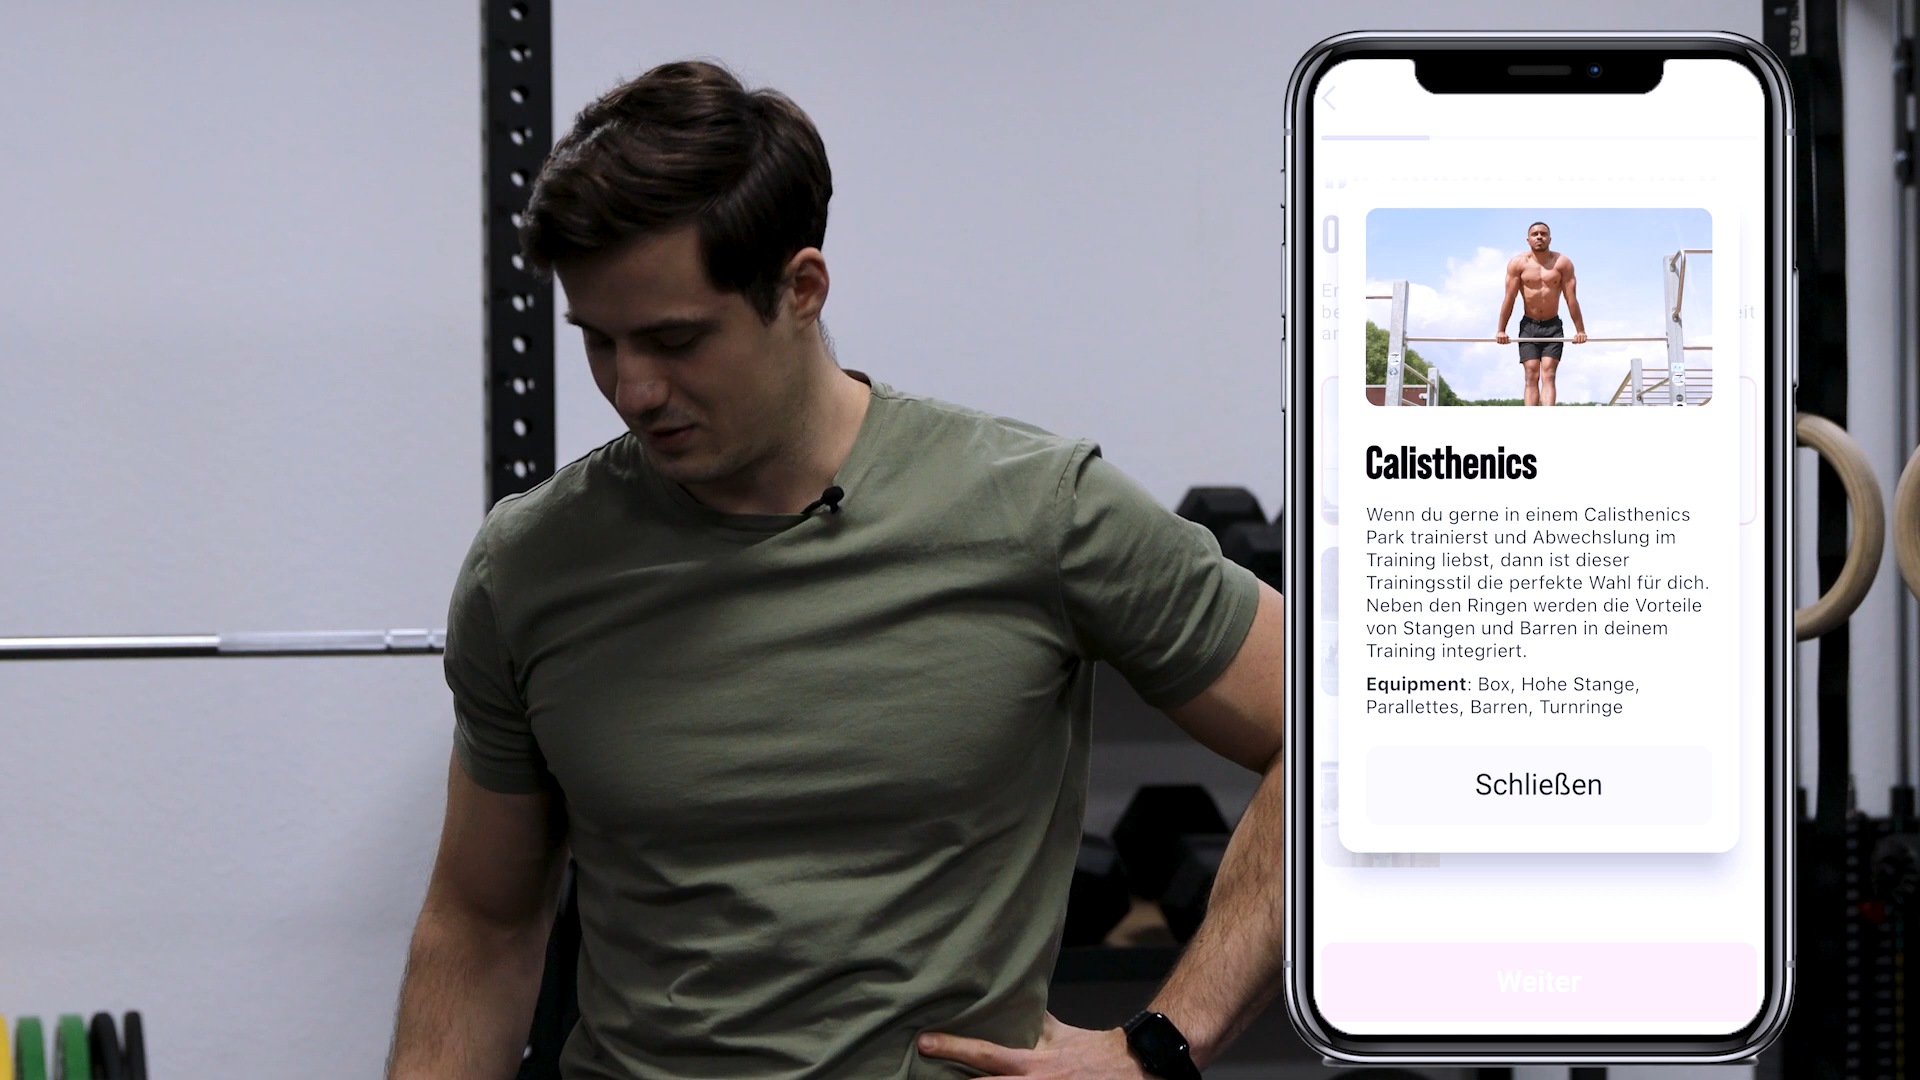 Calisthenics
Wenn du gerne in einem Calisthenics
Park trainierst und Abwechslung im
Training liebst, dann ist dieser
Trainingsstil die perfekte Wahl für dich.
Neben den Ringen werden die Vorteile
von Stangen und Barren in deinem
Training integriert.
Equipment: Box, Hohe Stange,
Parallettes, Barren, Turnringe
Schließen
Weiter